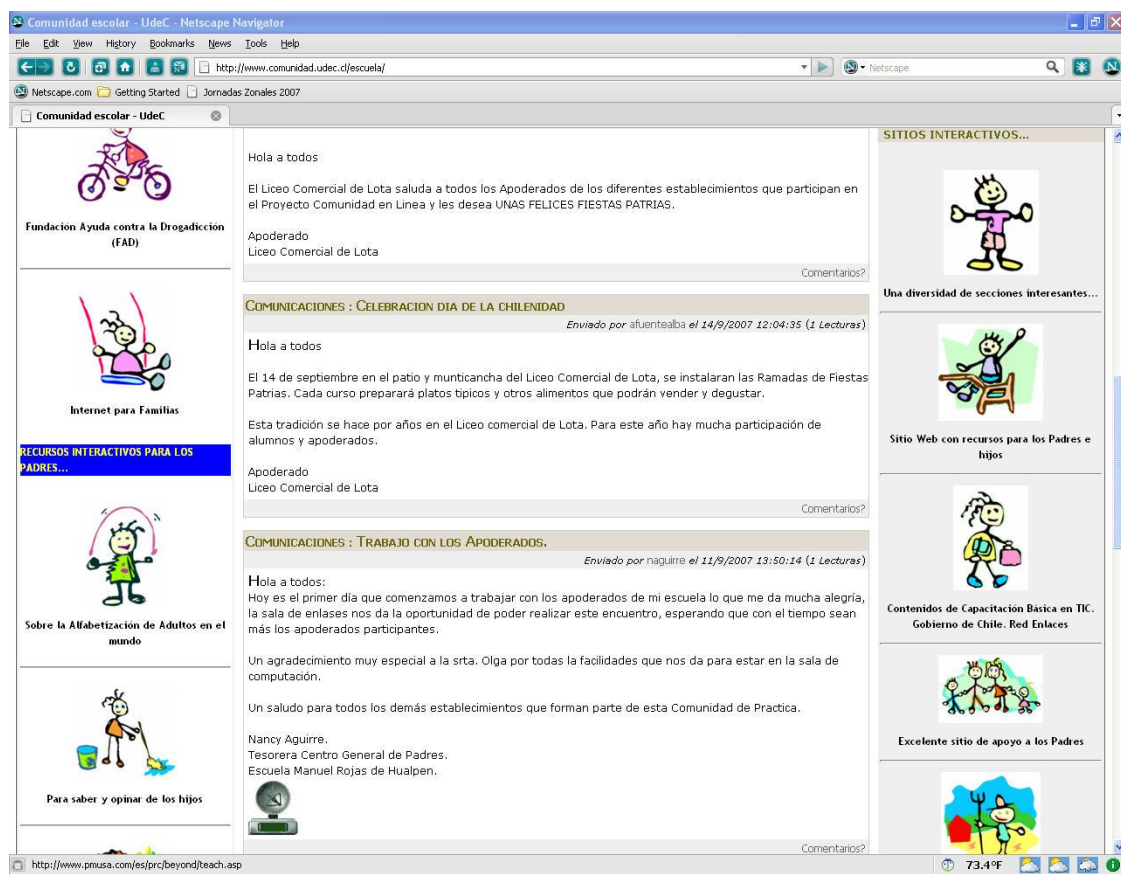 Comunidad escolar - UdeC - Netscape Navigator
File Edit View History Bookmarks News Tools Help
http://www.comunidad.udec.cl/escuela/
Netscape
Netscape.com Getting Started Jornadas Zonales 2007
Comunidad escolar - UdeC
Fundación Ayuda contra la Drogadicción
(FAD)
Internet para Familias
RECURSOS INTERACTIVOS PARA LOS
PADRES...
Sobre la Alfabetización de Adultos en el
mundo
Para saber y opinar de los hijos
Hola a todos
El Liceo Comercial de Lota saluda a todos los Apoderados de los diferentes establecimientos que participan en
el Proyecto Comunidad en Linea y les desea UNAS FELICES FIESTAS PATRIAS.
Apoderado
Liceo Comercial de Lota
Comentarios?
COMUNICACIONES : CELEBRACION DIA DE LA CHILENIDAD
Enviado por afuentealba el 14/9/2007 12:04:35 (1 Lecturas)
Hola a todos
El 14 de septiembre en el patio y munticancha del Liceo Comercial de Lota, se instalaran las Ramadas de Fiestas
Patrias. Cada curso preparará platos tipicos y otros alimentos que podrán vender y degustar.
Esta tradición se hace por años en el Liceo comercial de Lota. Para este año hay mucha participación de
alumnos y apoderados.
Apoderado
Liceo Comercial de Lota
Comentarios?
COMUNICACIONES : TRABAJO CON LOS APODERADOS.
Enviado por naguirre el 11/9/2007 13:50:14 (1 Lecturas)
Hola a todos:
Hoy es el primer día que comenzamos a trabajar con los apoderados de mi escuela lo que me da mucha alegría,
la sala de enlases nos da la oportunidad de poder realizar este encuentro, esperando que con el tiempo sean
más los apoderados participantes.
Un agradecimiento muy especial a la srta. Olga por todas la facilidades que nos da para estar en la sala de
computación.
Un saludo para todos los demás establecimientos que forman parte de esta Comunidad de Practica.
Nancy Aguirre.
Tesorera Centro General de Padres.
Escuela Manuel Rojas de Hualpen.
Comentarios?
SITIOS INTERACTIVOS...
Una diversidad de secciones interesantes...
Sitio Web con recursos para los Padres e
hijos
Contenidos de Capacitación Básica en TIC.
Gobierno de Chile. Red Enlaces
Excelente sitio de apoyo a los Padres
http://www.pmusa.com/es/prc/beyond/teach.asp
73.4°F